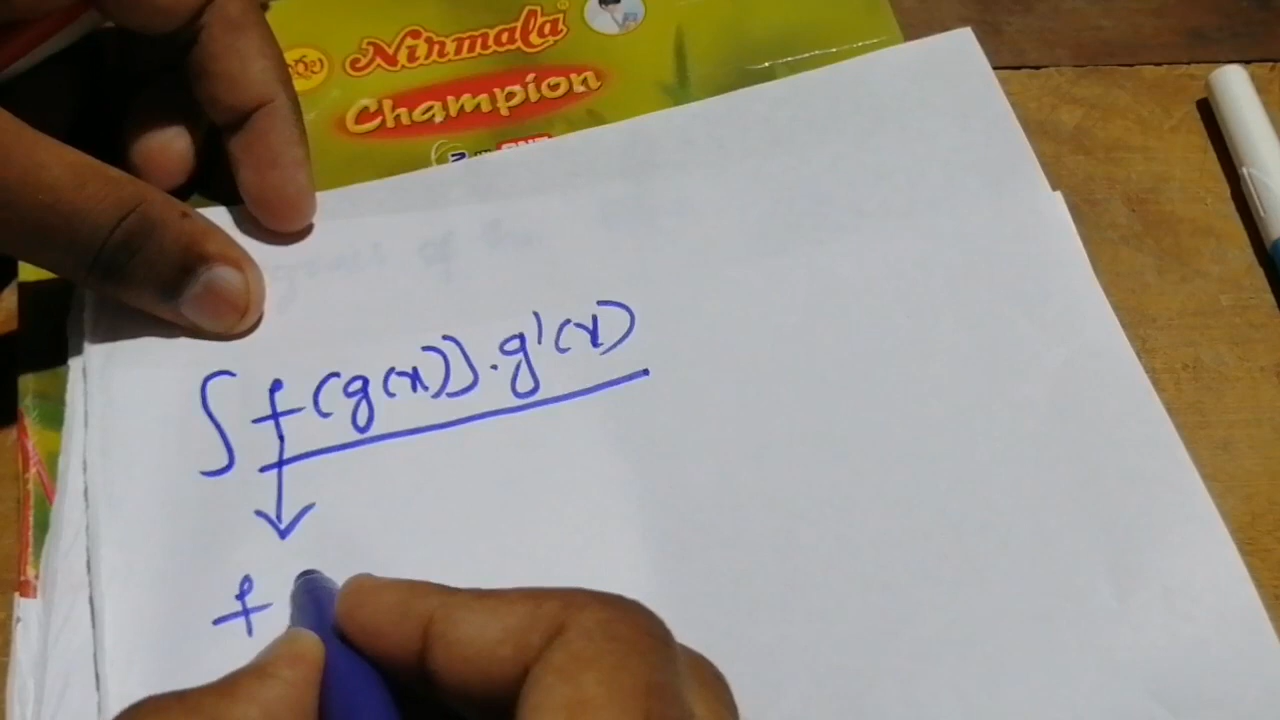 Nirmala
Champion
∫ f(g(x)).g'(x)
f